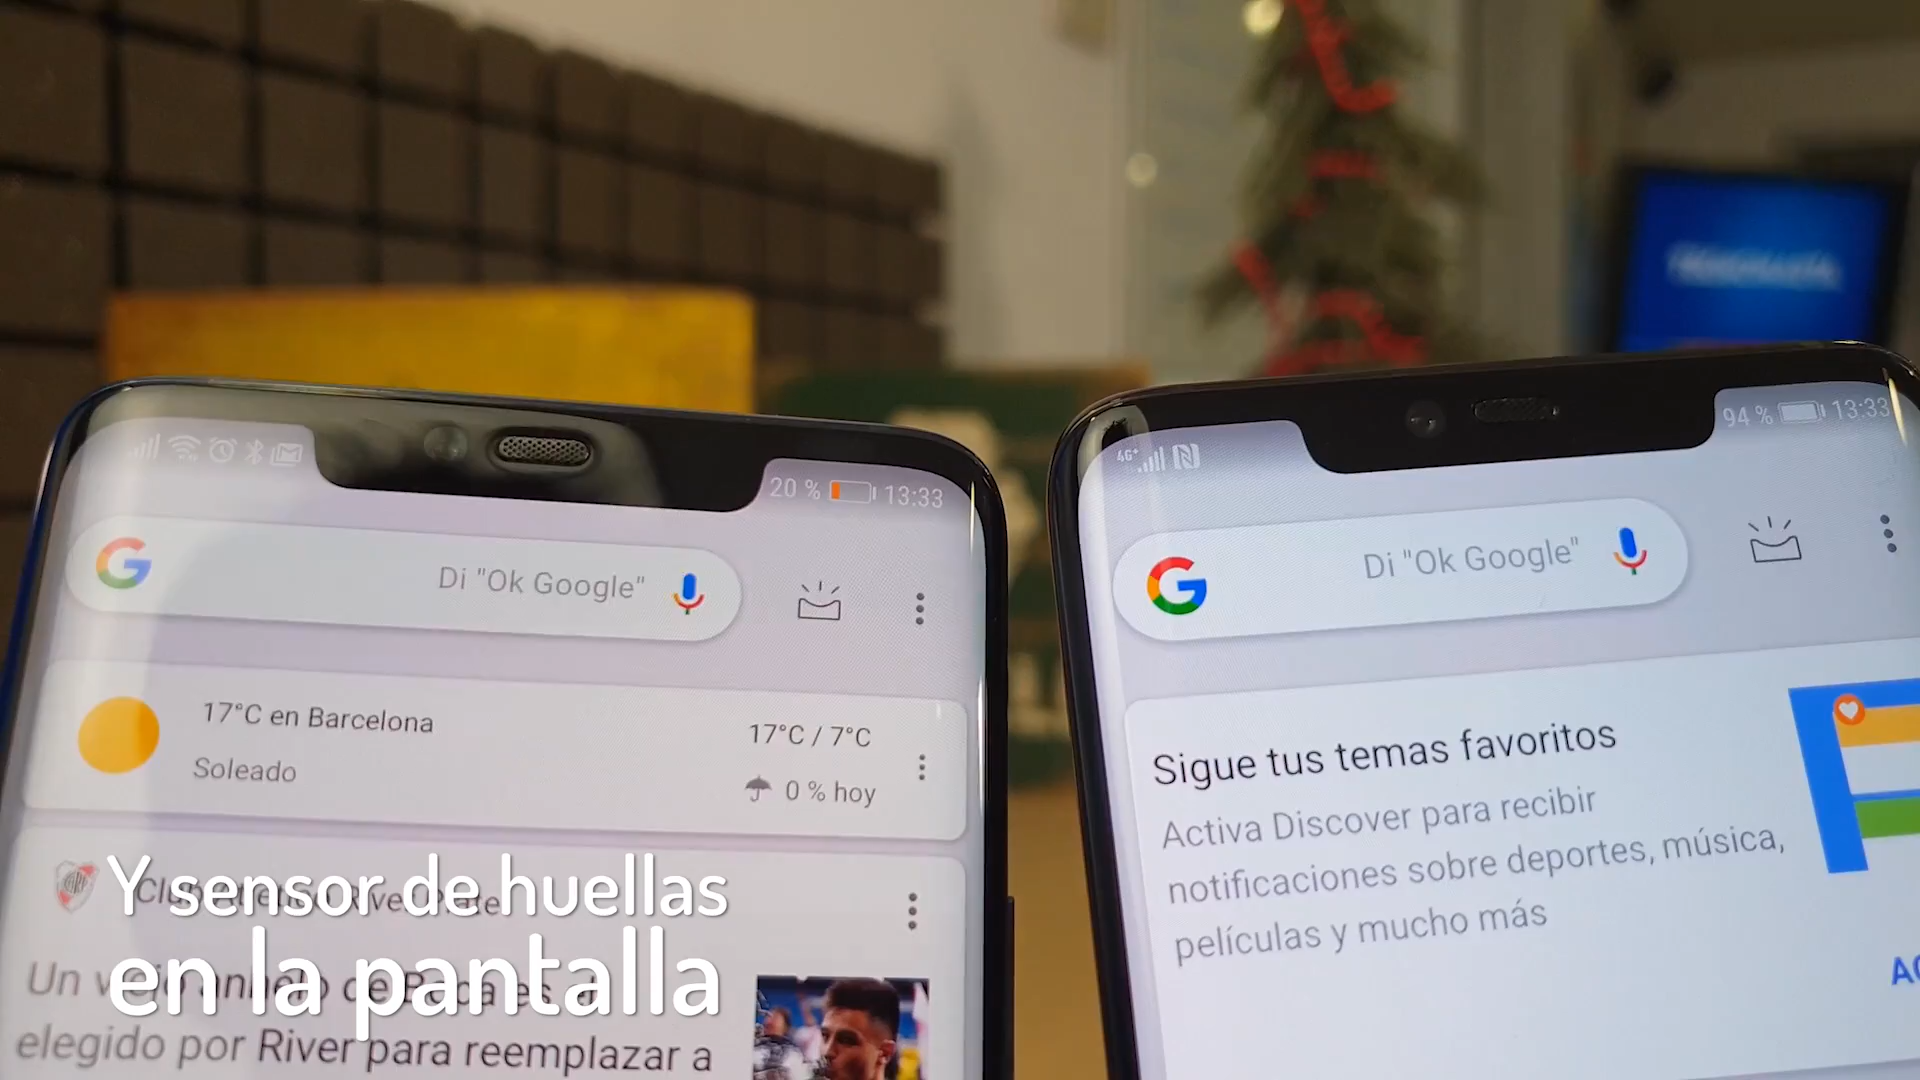 20 % 13:33
Di "Ok Google"
17°C en Barcelona
Soleado
17°C / 7°C
0 % hoy
Y sensor de huellas
en la pantalla
elegido por River para reemplazar a
4G+
94 % 13:33
Di "Ok Google"
Sigue tus temas favoritos
Activa Discover para recibir
notificaciones sobre deportes, música,
películas y mucho más